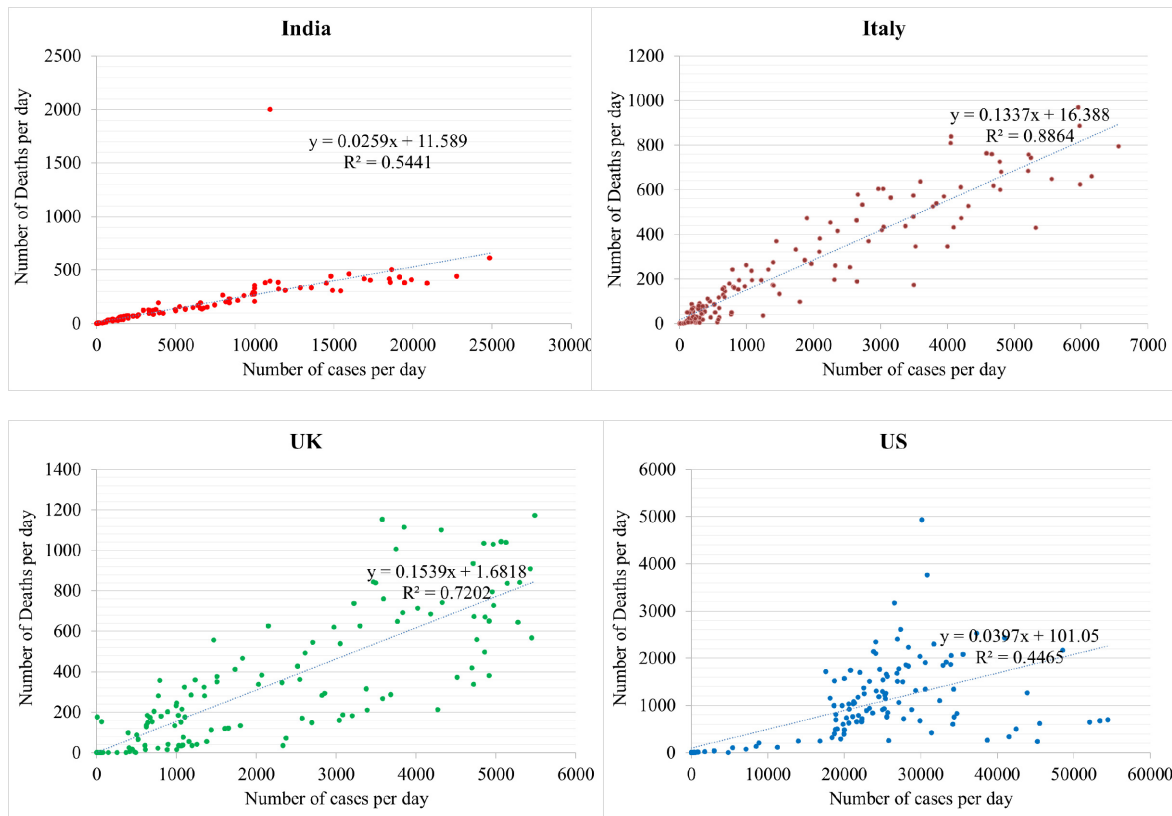 India
2500
2000
1500
1000
500
0
0 5000 10000 15000 20000 25000 30000
Number of Deaths per day
Number of cases per day
y = 0.0259x + 11.589
R² = 0.5441
Italy
1200
1000
800
600
400
200
0
0 1000 2000 3000 4000 5000 6000 7000
Number of Deaths per day
Number of cases per day
y = 0.1337x + 16.388
R² = 0.8864
UK
1400
1200
1000
800
600
400
200
0
0 1000 2000 3000 4000 5000 6000
Number of Deaths per day
Number of cases per day
y = 0.1539x + 1.6818
R² = 0.7202
US
6000
5000
4000
3000
2000
1000
0
0 10000 20000 30000 40000 50000 60000
Number of Deaths per day
Number of cases per day
y = 0.0397x + 101.05
R² = 0.4465